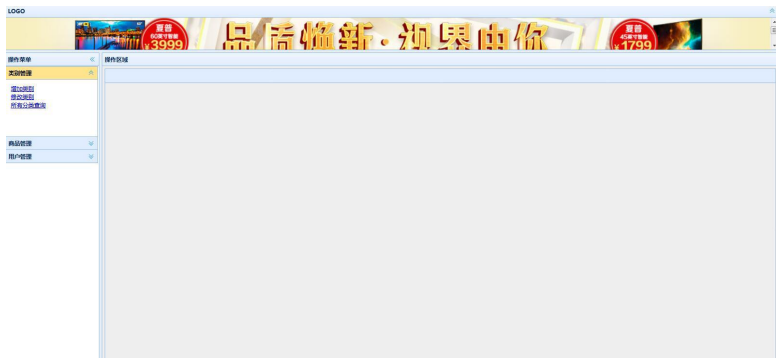 LOGO
夏普
60英寸智能
¥3999
品质焕新·视界由你
夏普
45英寸智能
¥1799
操作菜单
操作区域
类别管理
增加类别
修改类别
所有分类查询
商品管理
用户管理